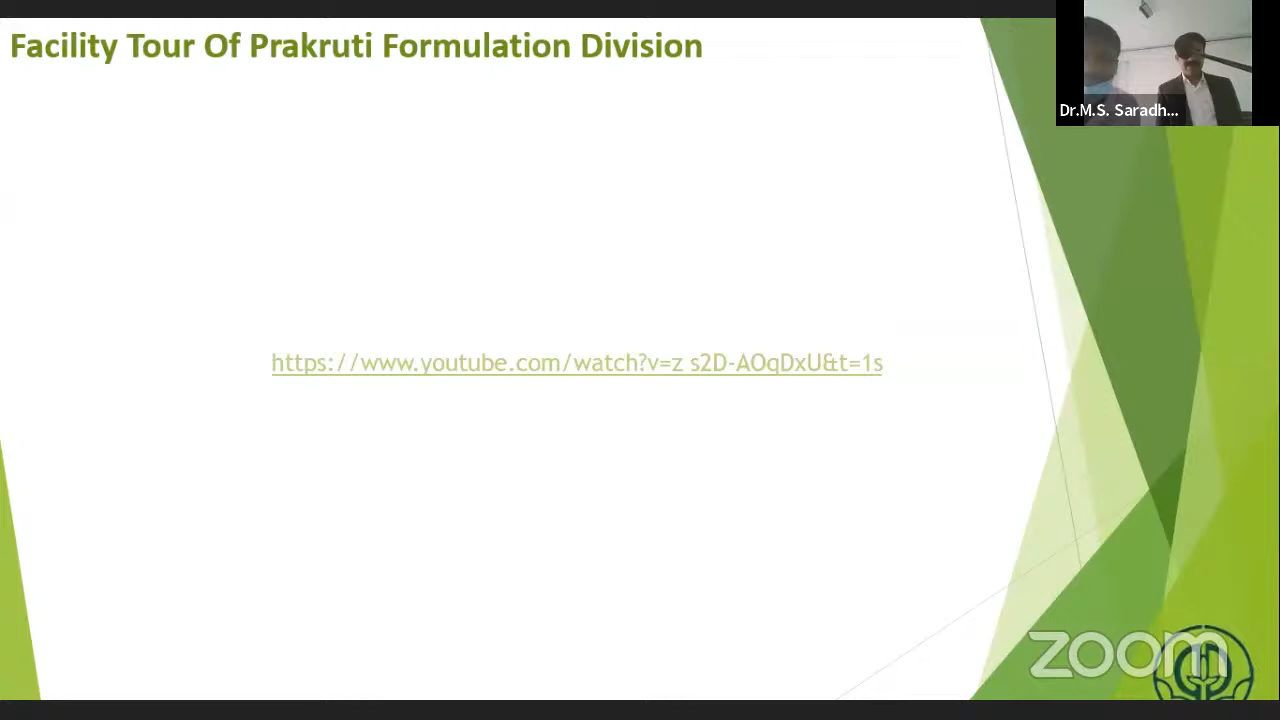 Facility Tour Of Prakruti Formulation Division
Dr.M.S. Saradh...
https://www.youtube.com/watch?v=z s2D-AOqDxU&t=1s
zoom